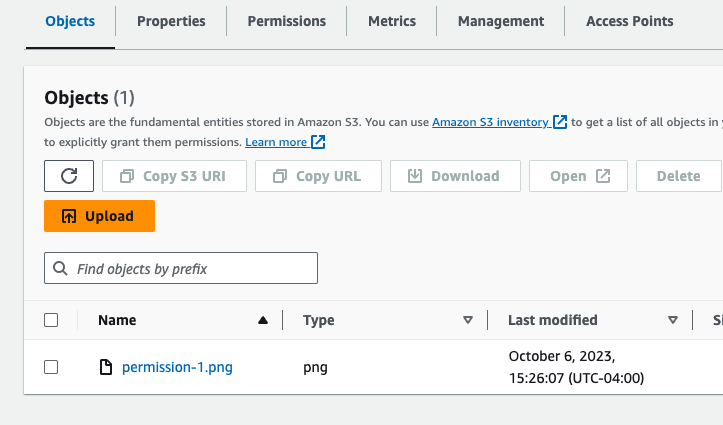 Objects Properties Permissions Metrics Management Access Points
Objects (1)
Objects are the fundamental entities stored in Amazon S3. You can use Amazon S3 inventory to get a list of all objects in
to explicitly grant them permissions. Learn more
Copy S3 URI Copy URL Download Open Delete
Upload
Find objects by prefix
Name Type Last modified
permission-1.png png October 6, 2023,
15:26:07 (UTC-04:00)